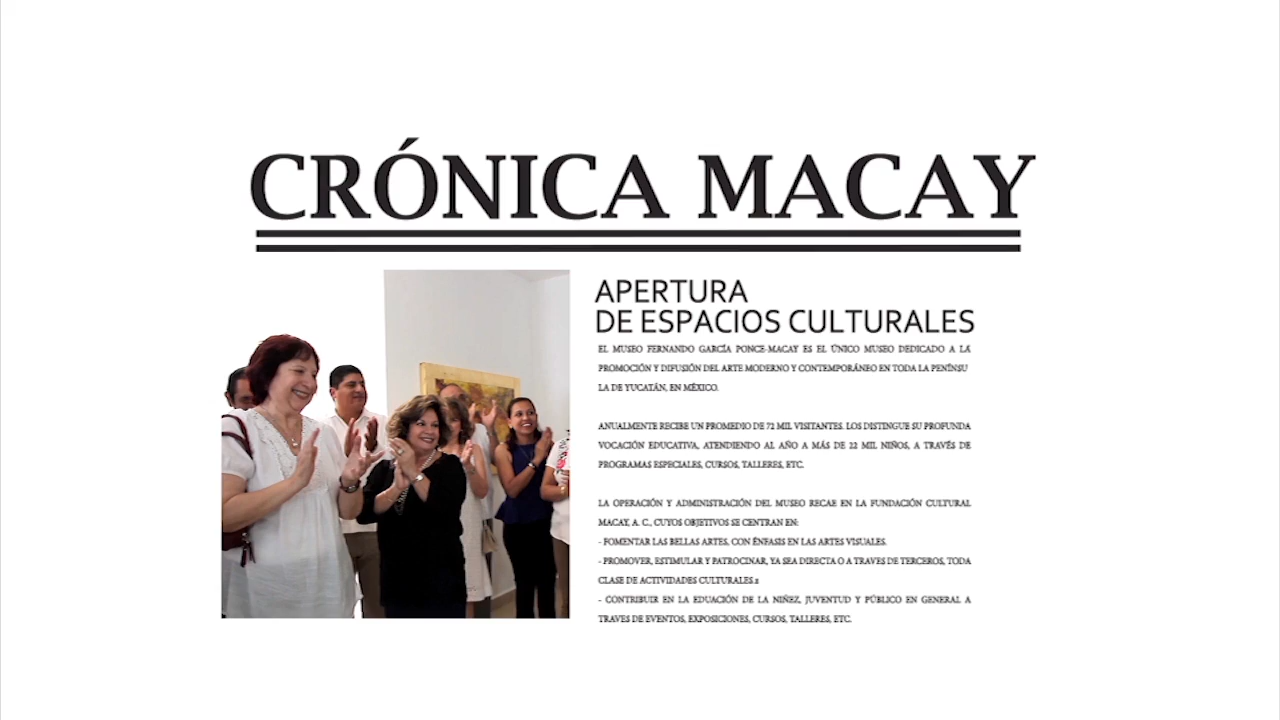 CRÓNICA MACAY
APERTURA
DE ESPACIOS CULTURALES
EL MUSEO FERNANDO GARCÍA PONCE-MACAY ES EL ÚNICO MUSEO DEDICADO A LA
PROMOCIÓN Y DIFUSIÓN DEL ARTE MODERNO Y CONTEMPORÁNEO EN TODA LA PENÍNSU
LA DE YUCATÁN, EN MÉXICO.
ANUALMENTE RECIBE UN PROMEDIO DE 72 MIL VISITANTES. LOS DISTINGUE SU PROFUNDA
VOCACIÓN EDUCATIVA, ATENDIENDO AL AÑO A MÁS DE 22 MIL NIÑOS, A TRAVÉS DE
PROGRAMAS ESPECIALES, CURSOS, TALLERES, ETC.
LA OPERACIÓN Y ADMINISTRACIÓN DEL MUSEO RECAE EN LA FUNDACIÓN CULTURAL
MACAY, A. C., CUYOS OBJETIVOS SE CENTRAN EN:
- FOMENTAR LAS BELLAS ARTES, CON ÉNFASIS EN LAS ARTES VISUALES.
- PROMOVER, ESTIMULAR Y PATROCINAR, YA SEA DIRECTA O A TRAVES DE TERCEROS, TODA
CLASE DE ACTIVIDADES CULTURALES.2
- CONTRIBUIR EN LA EDUACIÓN DE LA NIÑEZ, JUVENTUD Y PÚBLICO EN GENERAL A
TRAVES DE EVENTOS, EXPOSICIONES, CURSOS, TALLERES, ETC.